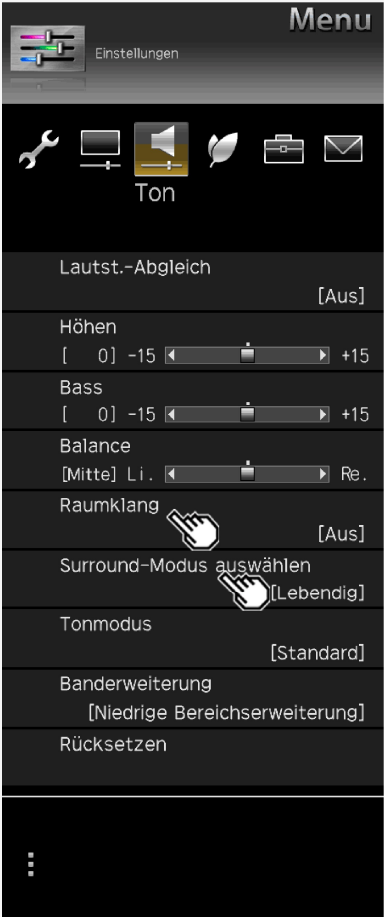 Menu
Einstellungen
Ton
Lautst.-Abgleich
[Aus]
Höhen
[ 0] -15 +15
Bass
[ 0] -15 +15
Balance
[Mitte] Li. Re.
Raumklang
[Aus]
Surround-Modus auswählen
[Lebendig]
Tonmodus
[Standard]
Banderweiterung
[Niedrige Bereichserweiterung]
Rücksetzen